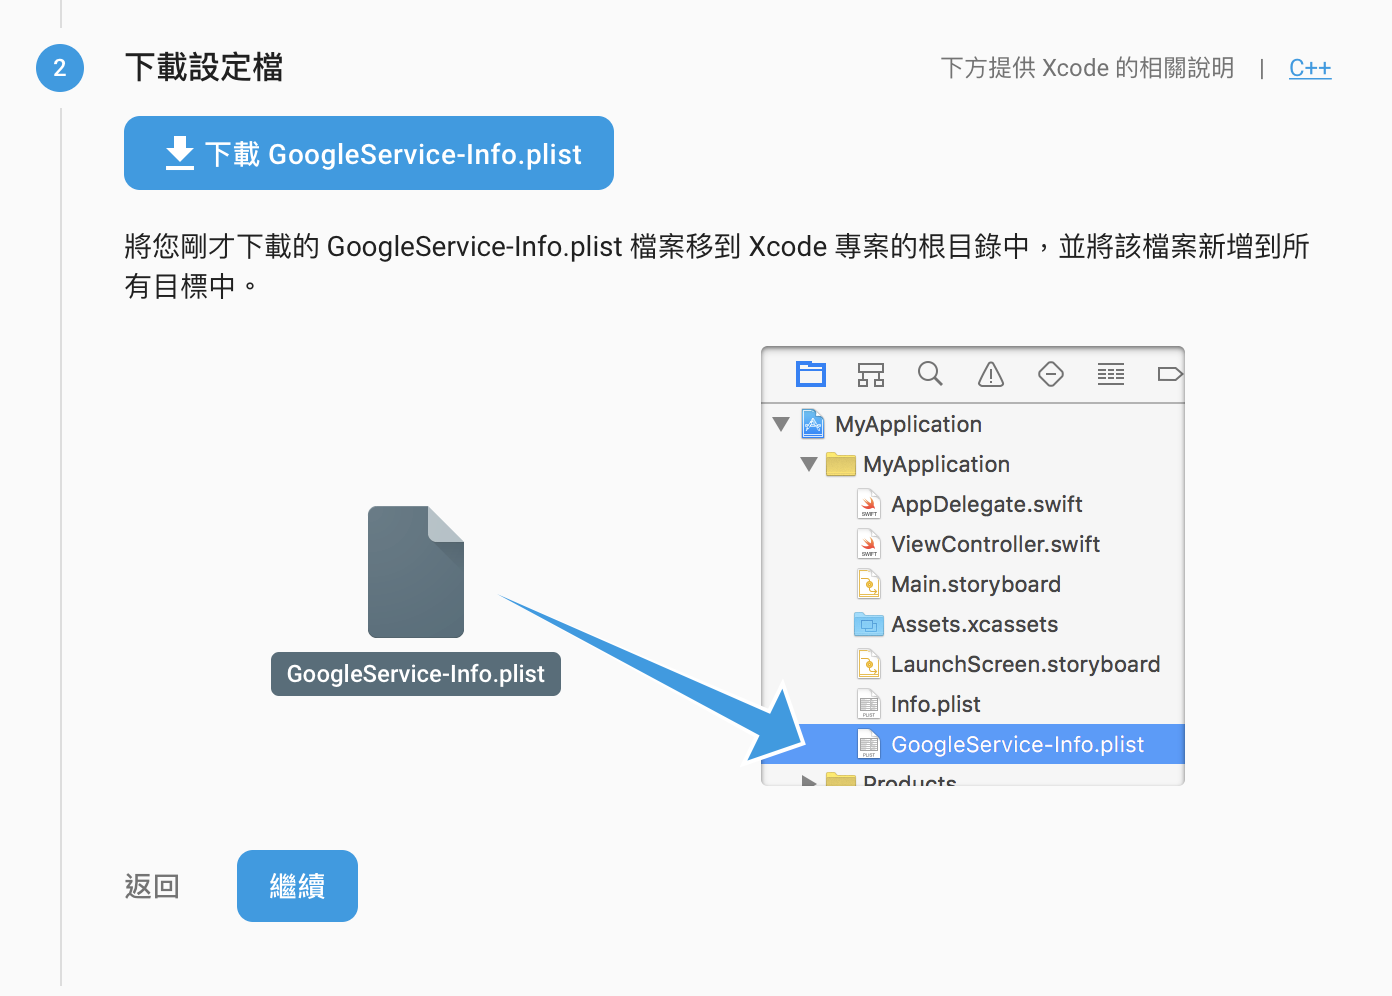 2
下載設定檔
下方提供 Xcode 的相關說明 | C++
下載 GoogleService-Info.plist
將您剛才下載的 GoogleService-Info.plist 檔案移到 Xcode 專案的根目錄中，並將該檔案新增到所
有目標中。
GoogleService-Info.plist
MyApplication
MyApplication
SWIFT AppDelegate.swift
SWIFT ViewController.swift
Main.storyboard
Assets.xcassets
LaunchScreen.storyboard
PLIST Info.plist
PLIST GoogleService-Info.plist
Products
返回
繼續